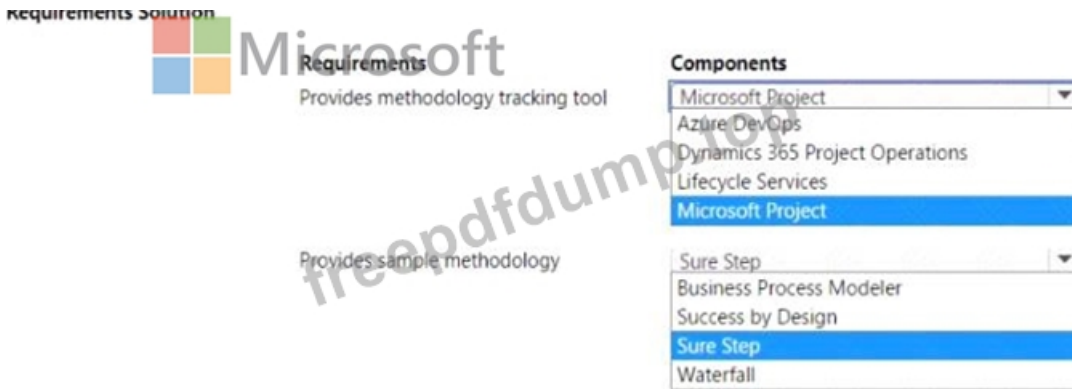 Requirements Solution
Microsoft
Requirements
Components
Provides methodology tracking tool
Microsoft Project
Azure DevOps
Dynamics 365 Project Operations
Lifecycle Services
Microsoft Project
freepdfdump.top
Provides sample methodology
Sure Step
Business Process Modeler
Success by Design
Sure Step
Waterfall